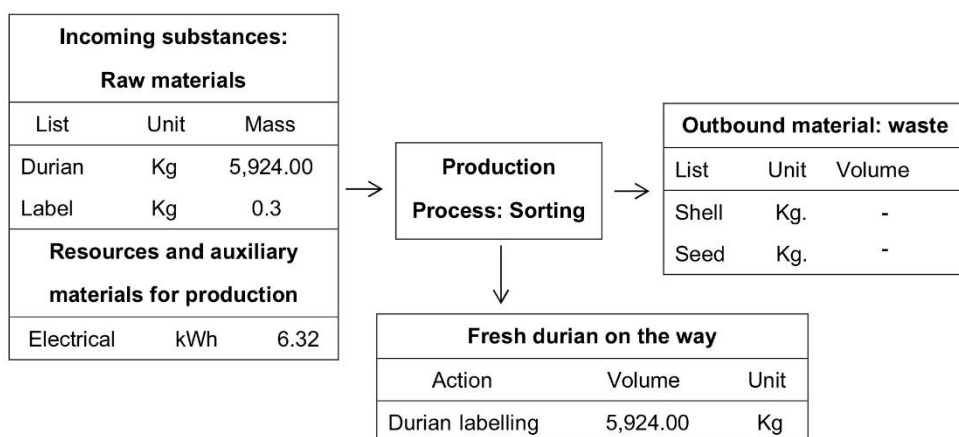 Incoming substances:
Raw materials
List Unit Mass
Durian Kg 5,924.00
Label Kg 0.3
Resources and auxiliary
materials for production
Electrical kWh 6.32
Production
Process: Sorting
Outbound material: waste
List Unit Volume
Shell Kg. -
Seed Kg. -
Fresh durian on the way
Action Volume Unit
Durian labelling 5,924.00 Kg